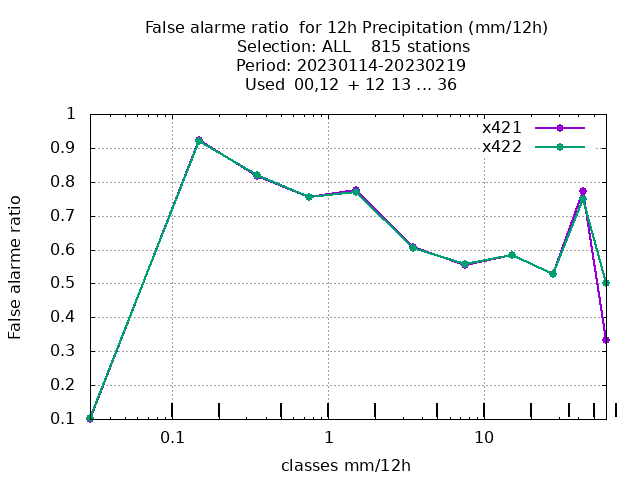 False alarme ratio  for 12h Precipitation (mm/12h)
Selection: ALL    815 stations
Period: 20230114-20230219
Used  00,12  + 12 13 ... 36
x421
x422
1
0.9
0.8
0.7
0.6
0.5
0.4
0.3
0.2
0.1
False alarme ratio
0.1 1 10
classes mm/12h